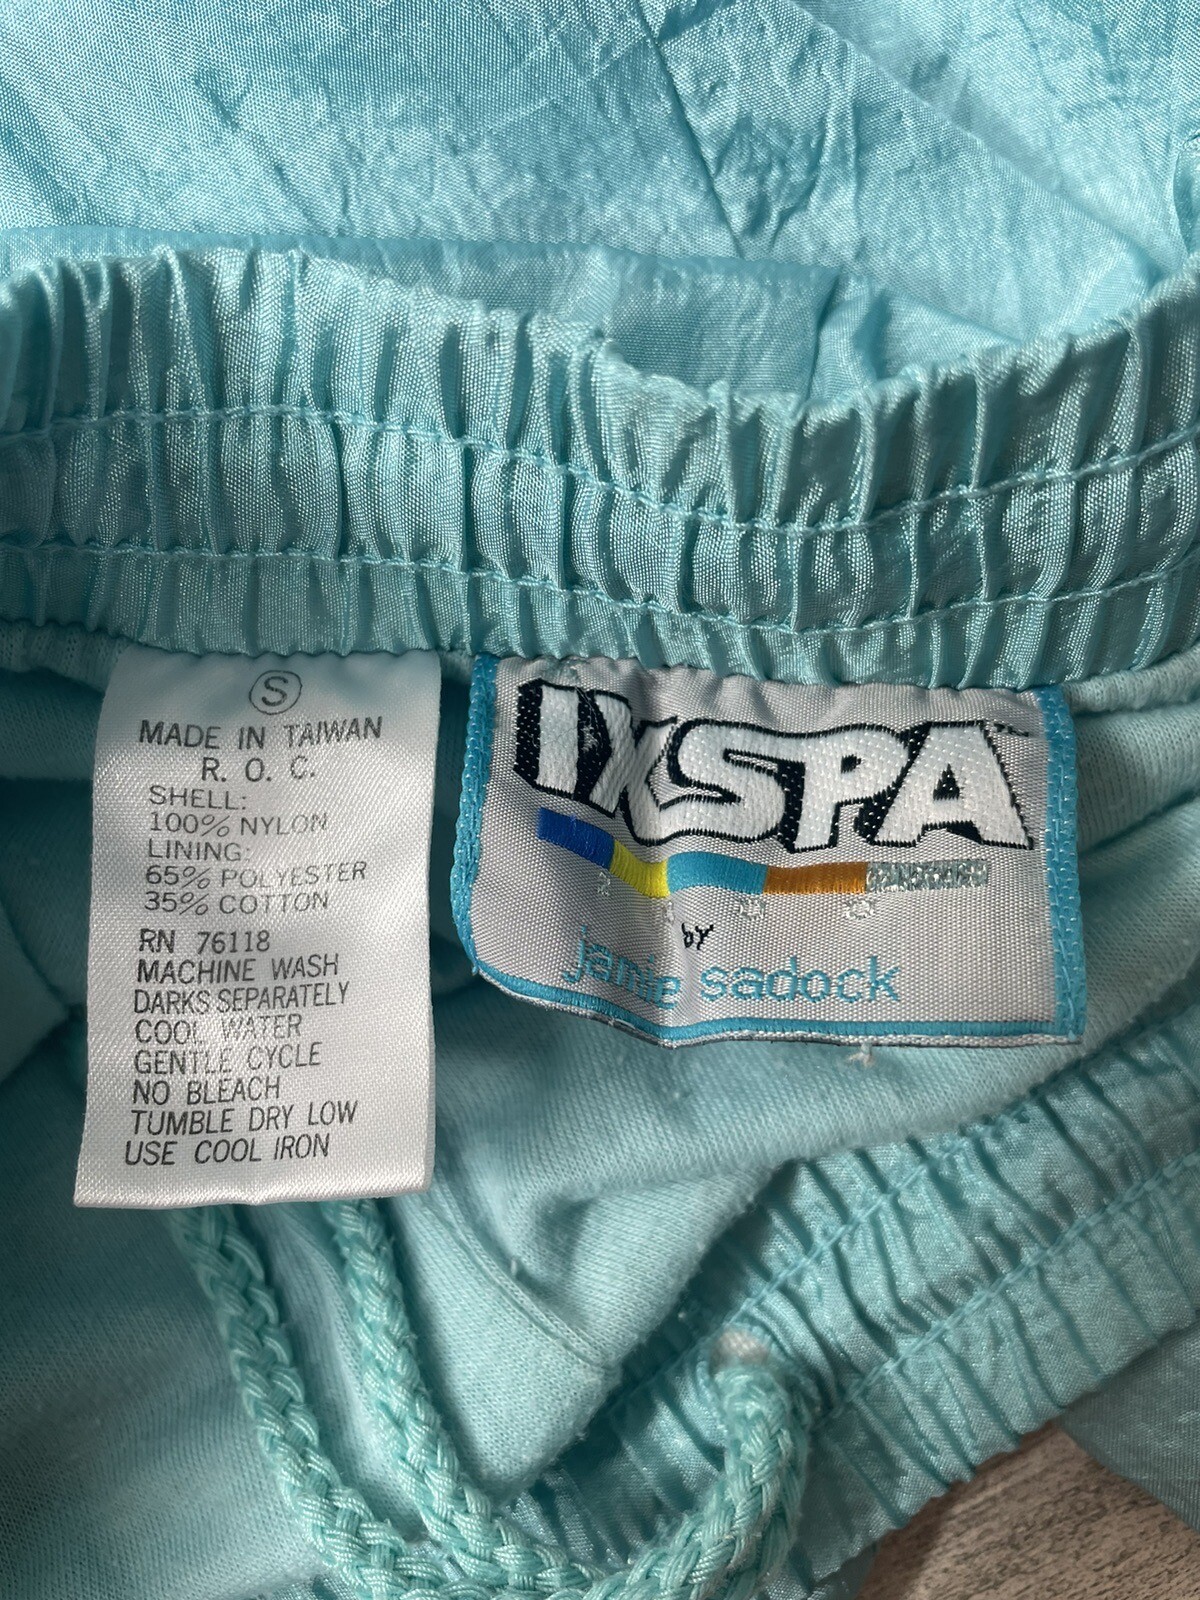 S
MADE IN TAIWAN
R. O. C.
SHELL:
100% NYLON
LINING:
65% POLYESTER
35% COTTON
RN 76118
MACHINE WASH
DARKS SEPARATELY
COOL WATER
GENTLE CYCLE
NO BLEACH
TUMBLE DRY LOW
USE COOL IRON
IXSPA™
by
jamie sadock